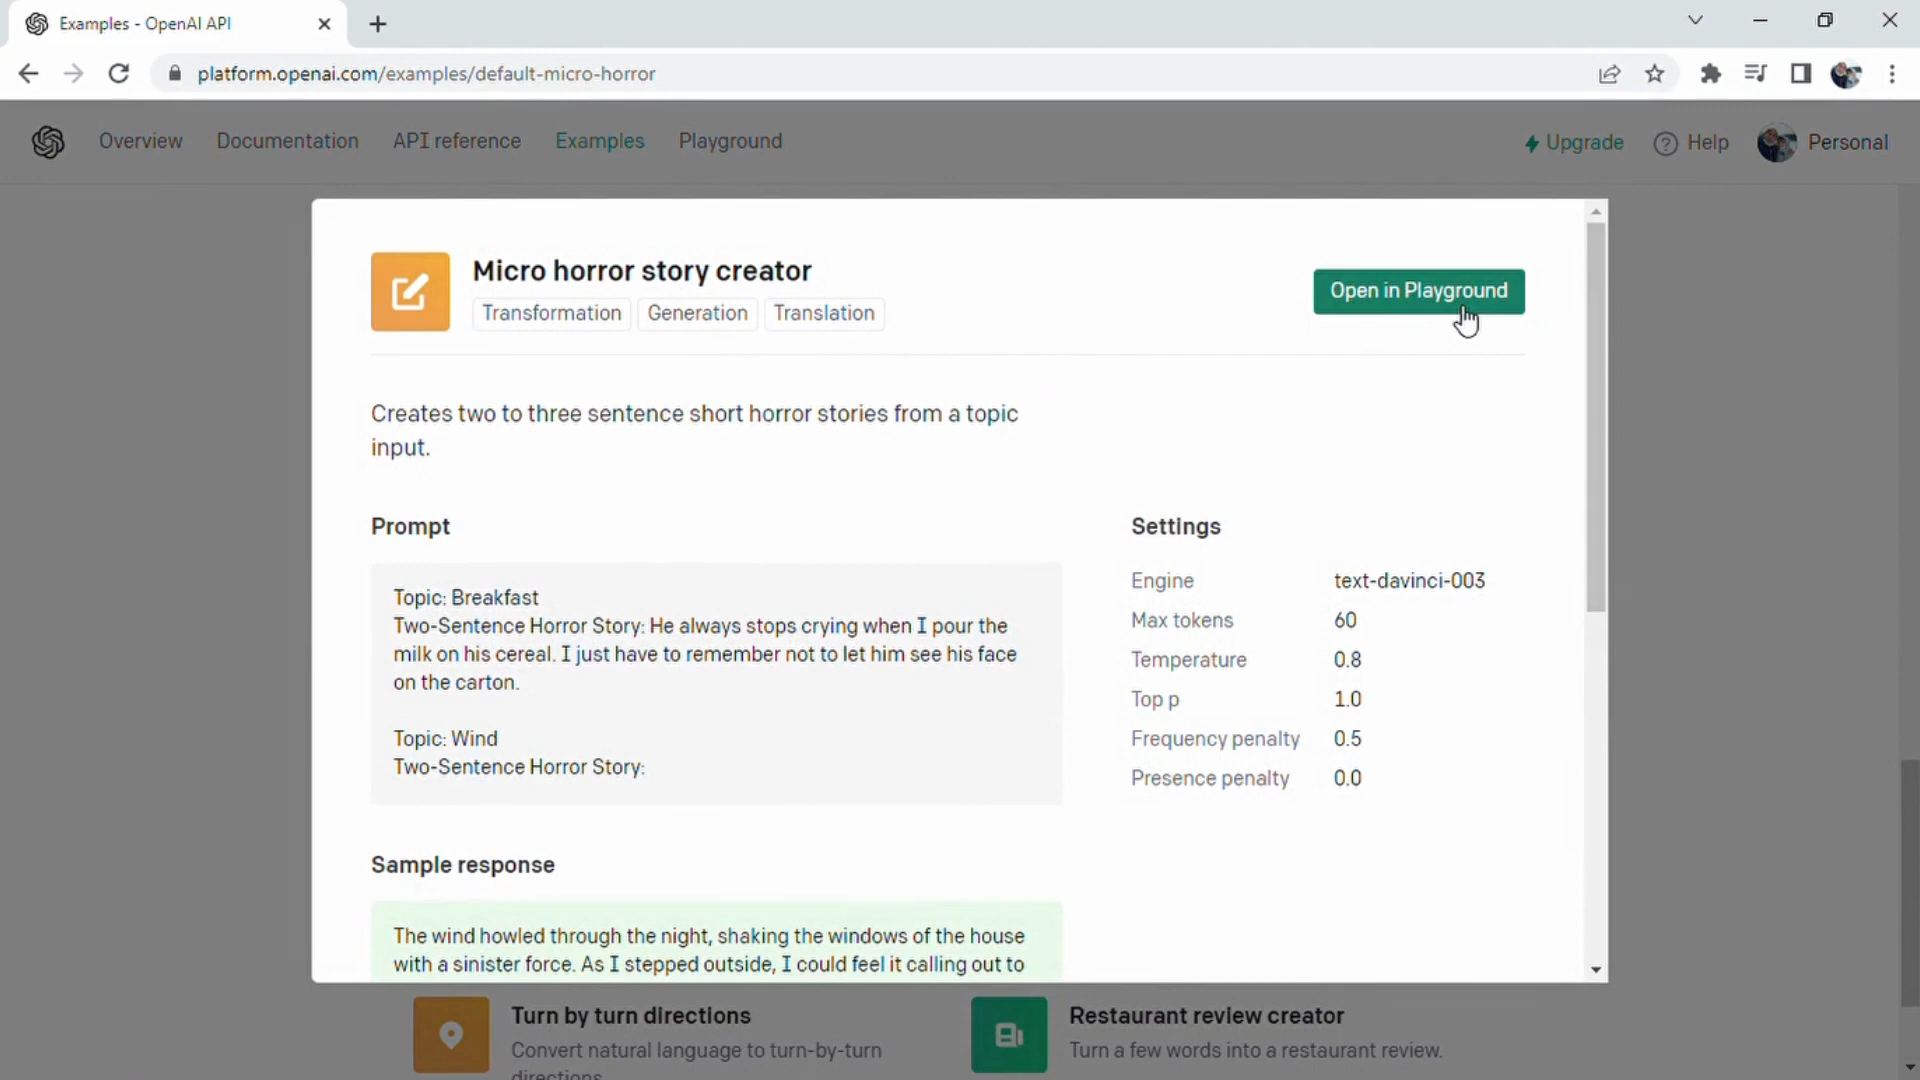 Examples - OpenAI API
platform.openai.com/examples/default-micro-horror
Overview Documentation API reference Examples Playground Upgrade Help Personal
Micro horror story creator
Transformation Generation Translation
Open in Playground
Creates two to three sentence short horror stories from a topic
input.
Prompt
Topic: Breakfast
Two-Sentence Horror Story: He always stops crying when I pour the
milk on his cereal. I just have to remember not to let him see his face
on the carton.
Topic: Wind
Two-Sentence Horror Story:
Settings
Engine text-davinci-003
Max tokens 60
Temperature 0.8
Top p 1.0
Frequency penalty 0.5
Presence penalty 0.0
Sample response
The wind howled through the night, shaking the windows of the house
with a sinister force. As I stepped outside, I could feel it calling out to
Turn by turn directions
Convert natural language to turn-by-turn
directions.
Restaurant review creator
Turn a few words into a restaurant review.